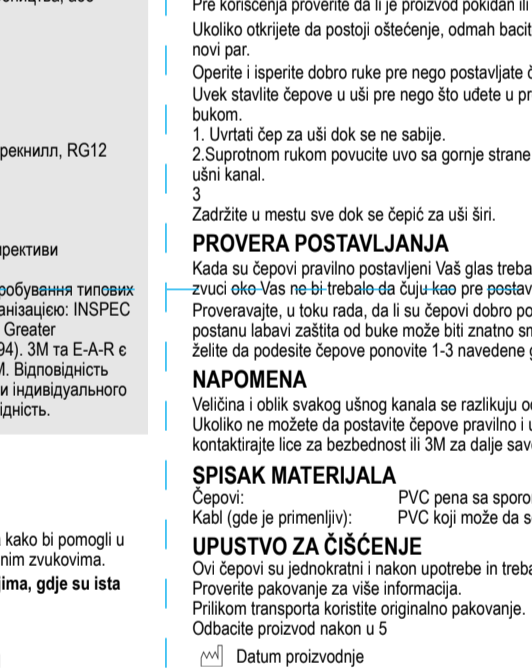 рекнилл, RG12
ирективи
робування типових
анізацією: INSPEC
Greater
94). 3М та E-A-R є
М. Відповідність
и індивідуального
ідність.
kako bi pomogli u
nim zvukovima.
jima, gdje su ista
Pre korišćenja proverite da li je proizvod pokidan ili
Ukoliko otkrijete da postoji oštećenje, odmah bacit
novi par.
Operite i isperite dobro ruke pre nego postavljate č
Uvek stavlite čepove u uši pre nego što uđete u pr
bukom.
1. Uvrtati čep za uši dok se ne sabije.
2.Suprotnom rukom povucite uvo sa gornje strane
ušni kanal.
3
Zadržite u mestu sve dok se čepić za uši širi.
PROVERA POSTAVLJANJA
Kada su čepovi pravilno postavljeni Vaš glas treba
zvuci oko Vas ne bi trebalo da čuju kao pre postav
Proveravajte, u toku rada, da li su čepovi dobro po
postanu labavi zaštita od buke može biti znatno sm
želite da podesite čepove ponovite 1-3 navedene g
NAPOMENA
Veličina i oblik svakog ušnog kanala se razlikuju o
Ukoliko ne možete da postavite čepove pravilno i u
kontaktirajte lice za bezbednost ili 3M za dalje save
SPISAK MATERIJALA
Čepovi: PVC pena sa sporo
Kabl (gde je primenljiv): PVC koji može da s
UPUSTVO ZA ČIŠĆENJE
Ovi čepovi su jednokratni i nakon upotrebe in treba
Proverite pakovanje za više informacija.
Prilikom transporta koristite originalno pakovanje.
Odbacite proizvod nakon u 5
Datum proizvodnje